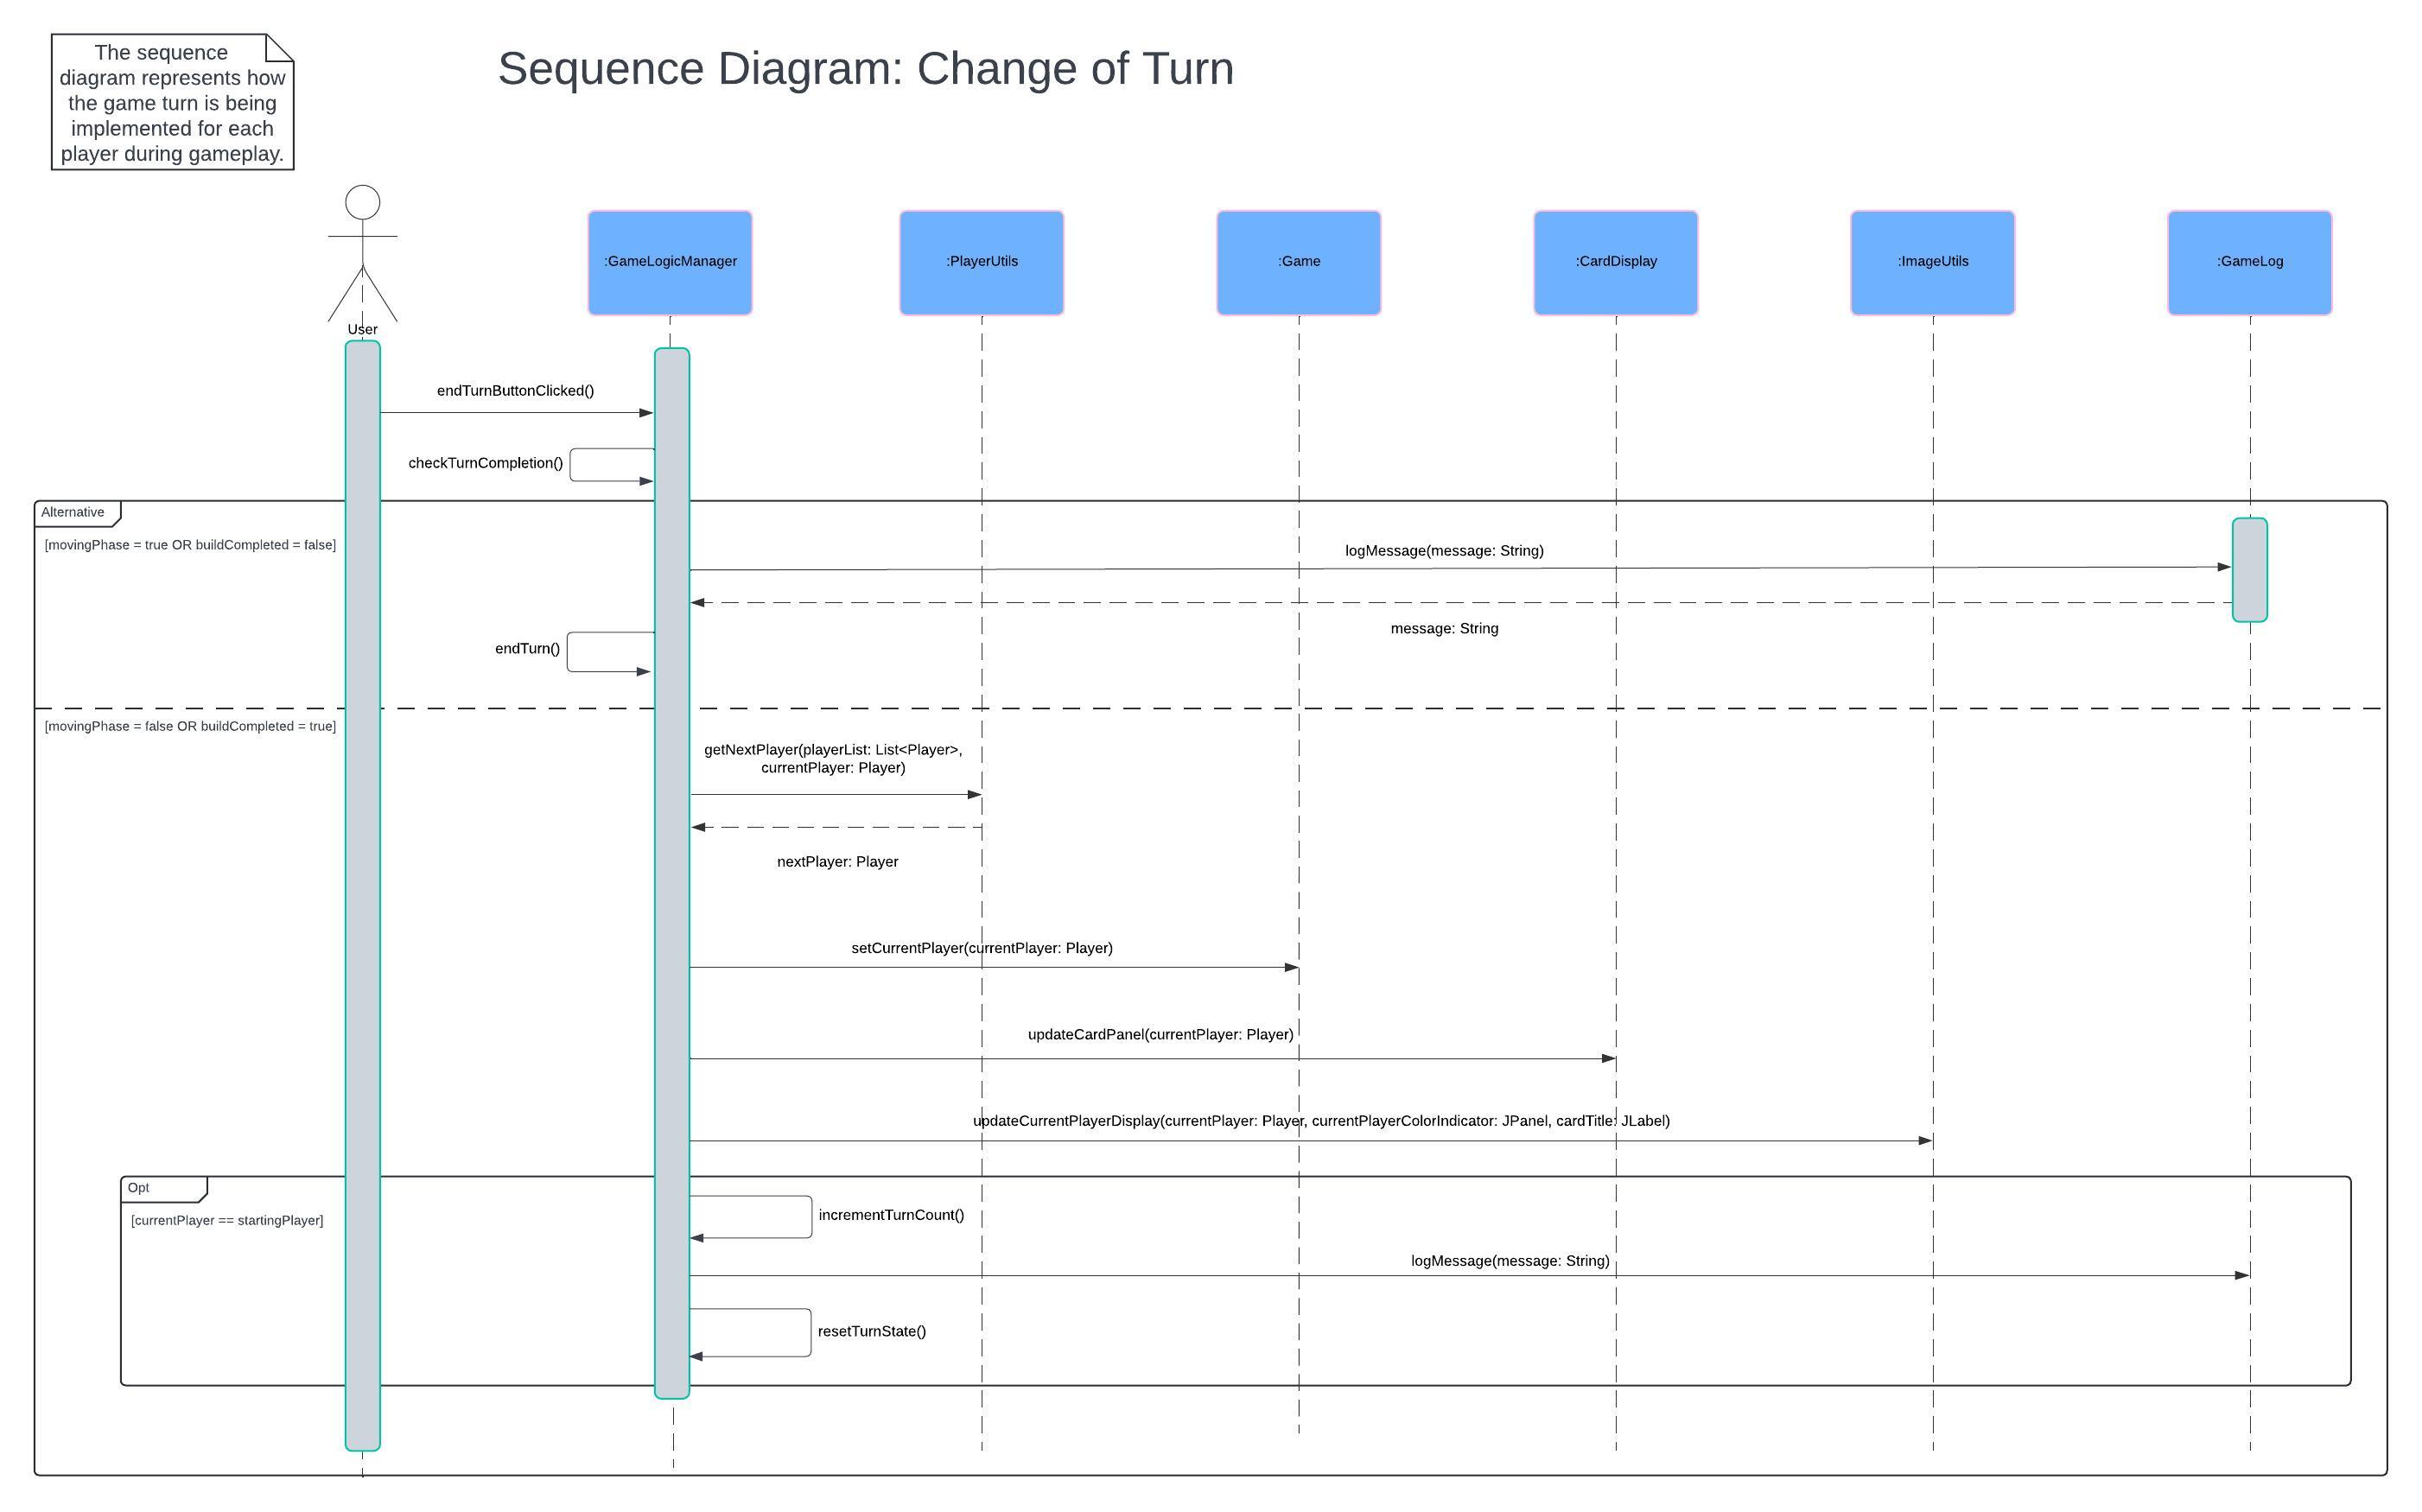 The sequence
diagram represents how
the game turn is being
implemented for each
player during gameplay.
Sequence Diagram: Change of Turn
User
:GameLogicManager
:PlayerUtils
:Game
:CardDisplay
:ImageUtils
:GameLog
endTurnButtonClicked()
checkTurnCompletion()
Alternative
[movingPhase = true OR buildCompleted = false]
logMessage(message: String)
message: String
endTurn()
[movingPhase = false OR buildCompleted = true]
getNextPlayer(playerList: List<Player>,
currentPlayer: Player)
nextPlayer: Player
setCurrentPlayer(currentPlayer: Player)
updateCardPanel(currentPlayer: Player)
updateCurrentPlayerDisplay(currentPlayer: Player, currentPlayerColorIndicator: JPanel, cardTitle: JLabel)
Opt
[currentPlayer == startingPlayer]
incrementTurnCount()
logMessage(message: String)
resetTurnState()